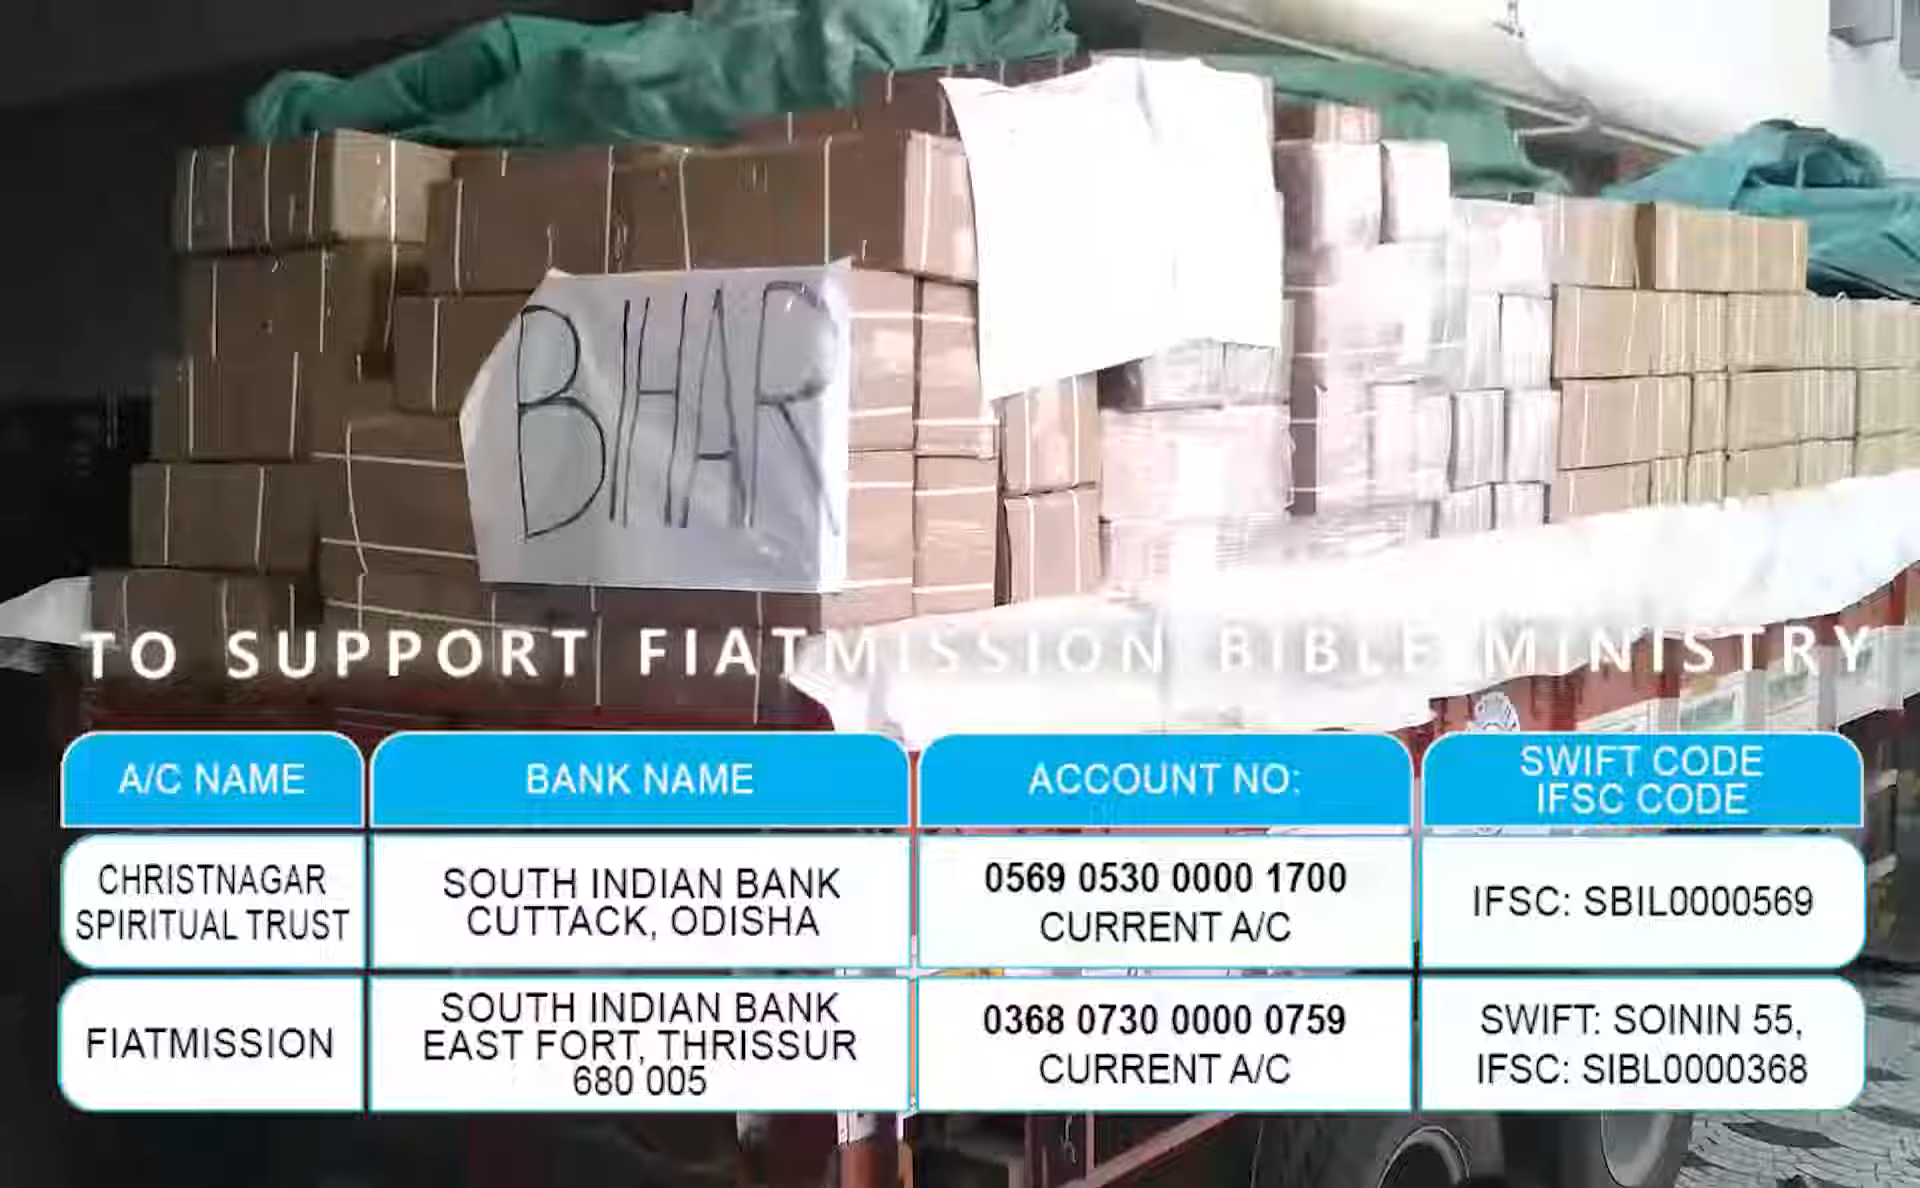 BIHAR
TO SUPPORT FIATMISSION BIBLE MINISTRY
A/C NAME
BANK NAME
ACCOUNT NO:
SWIFT CODE
IFSC CODE
CHRISTNAGAR
SPIRITUAL TRUST
SOUTH INDIAN BANK
CUTTACK, ODISHA
0569 0530 0000 1700
CURRENT A/C
IFSC: SBIL0000569
FIATMISSION
SOUTH INDIAN BANK
EAST FORT, THRISSUR
680 005
0368 0730 0000 0759
CURRENT A/C
SWIFT: SOININ 55,
IFSC: SIBL0000368